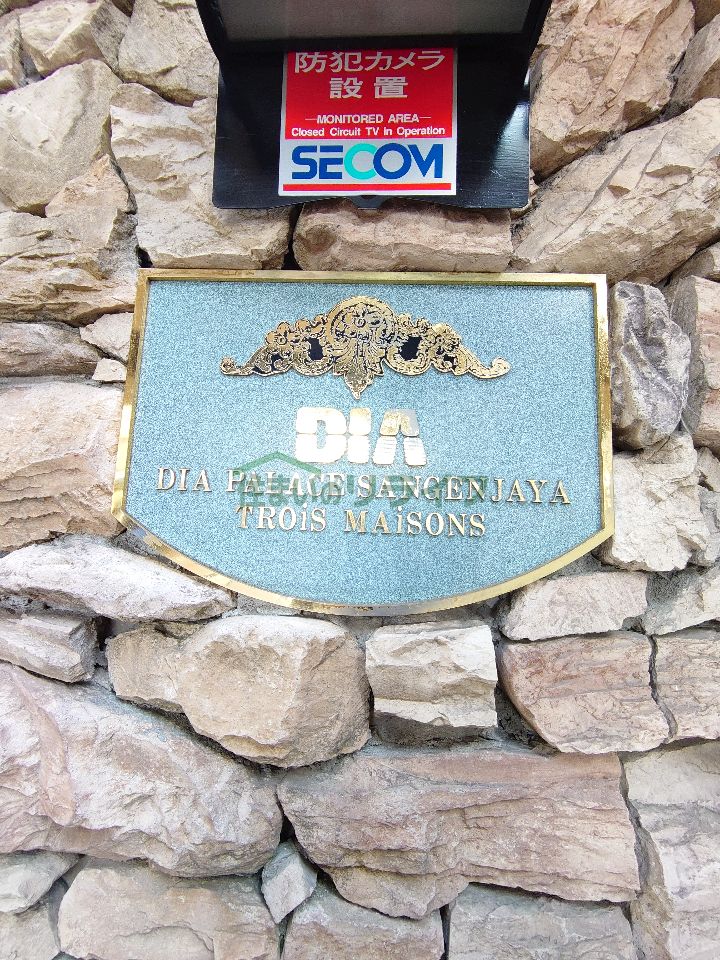 防犯カメラ
設置
—MONITORED AREA—
Closed Circuit TV In Operation
SECOM
DIA
DIA PALACE SANGENJAYA
TROiS MAiSONS